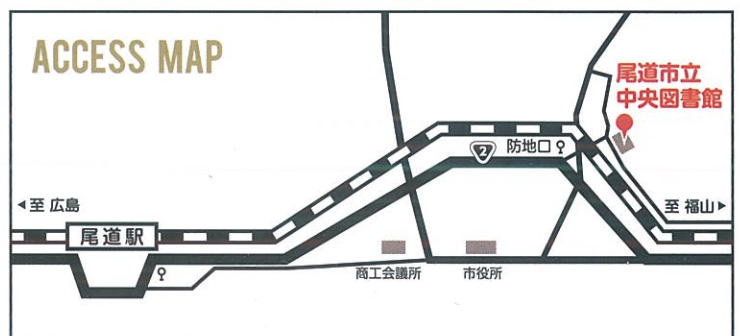 ACCESS MAP
尾道市立
中央図書館
2
防地口
至 広島
至 福山
尾道駅
商工会議所
市役所